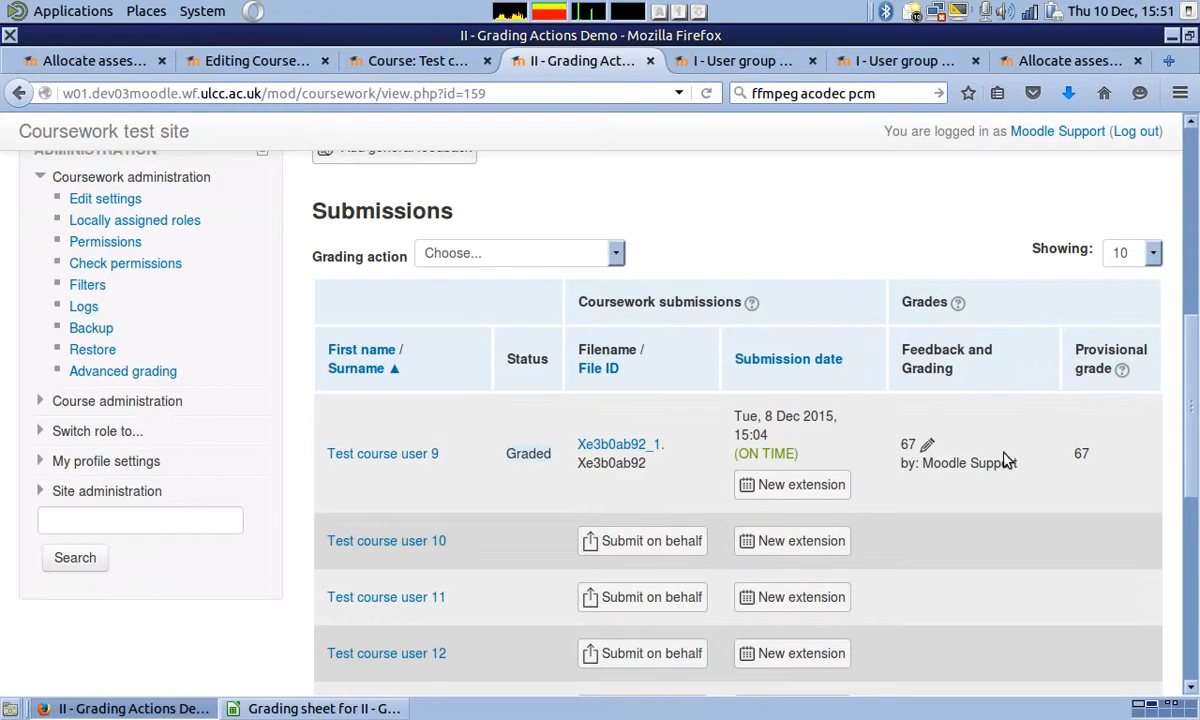 Applications Places System Thu 10 Dec, 15:51
II - Grading Actions Demo - Mozilla Firefox
Allocate asses... Editing Course... Course: Test c... II - Grading Act... I - User group ... I - User group ... Allocate asses...
w01.dev03moodle.wf.ulcc.ac.uk/mod/coursework/view.php?id=159 ffmpeg acodec pcm
Coursework test site You are logged in as Moodle Support (Log out)
ADMINISTRATION
Add general feedback
Coursework administration
Edit settings
Locally assigned roles
Permissions
Check permissions
Filters
Logs
Backup
Restore
Advanced grading
Course administration
Switch role to...
My profile settings
Site administration
Search
Submissions
Grading action Choose... Showing: 10
Coursework submissions Grades
First name /
Surname ▲
Status
Filename /
File ID
Submission date
Feedback and
Grading
Provisional
grade
Test course user 9
Graded
Xe3b0ab92_1.
Xe3b0ab92
Tue, 8 Dec 2015,
15:04
(ON TIME)
New extension
67
by: Moodle Support
67
Test course user 10 Submit on behalf New extension
Test course user 11 Submit on behalf New extension
Test course user 12 Submit on behalf New extension
II - Grading Actions De... Grading sheet for II - G...